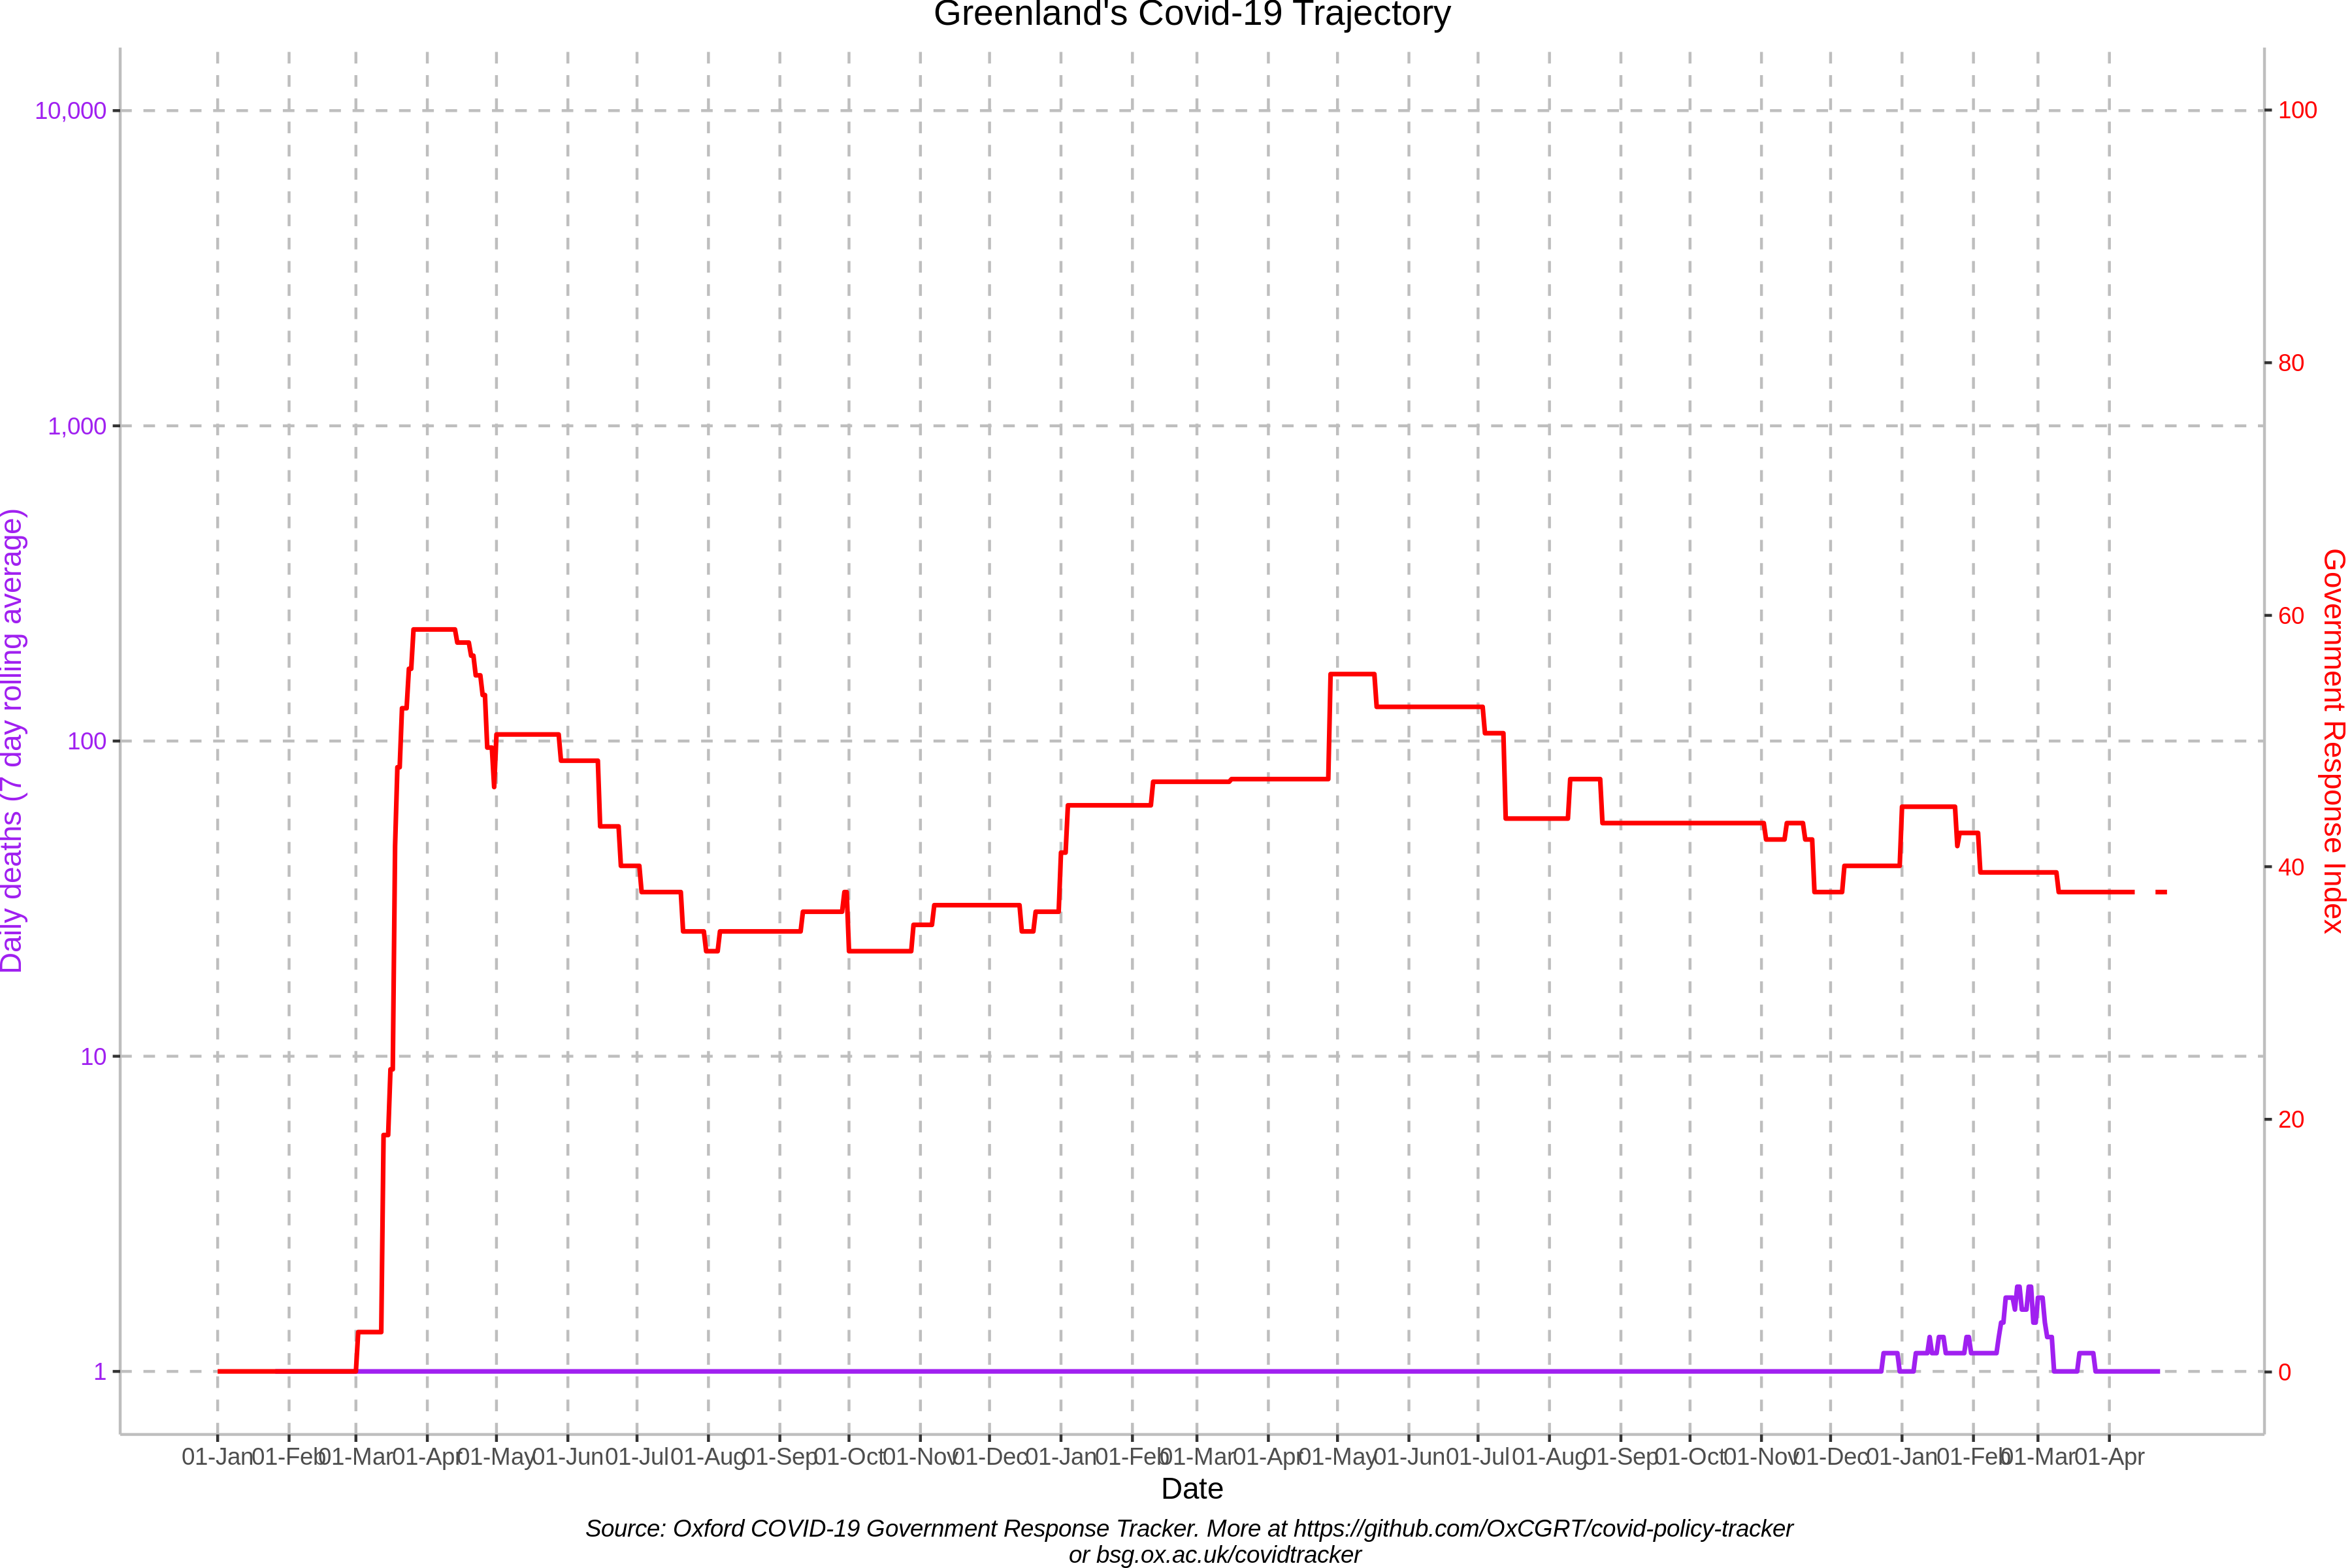 Greenland's Covid-19 Trajectory
10,000
1,000
100
10
1
Daily deaths (7 day rolling average)
100
80
60
40
20
0
Government Response Index
01-Jan 01-Feb 01-Mar 01-Apr 01-May 01-Jun 01-Jul 01-Aug 01-Sep 01-Oct 01-Nov 01-Dec 01-Jan 01-Feb 01-Mar 01-Apr 01-May 01-Jun 01-Jul 01-Aug 01-Sep 01-Oct 01-Nov 01-Dec 01-Jan 01-Feb 01-Mar 01-Apr
Date
Source: Oxford COVID-19 Government Response Tracker. More at https://github.com/OxCGRT/covid-policy-tracker
or bsg.ox.ac.uk/covidtracker